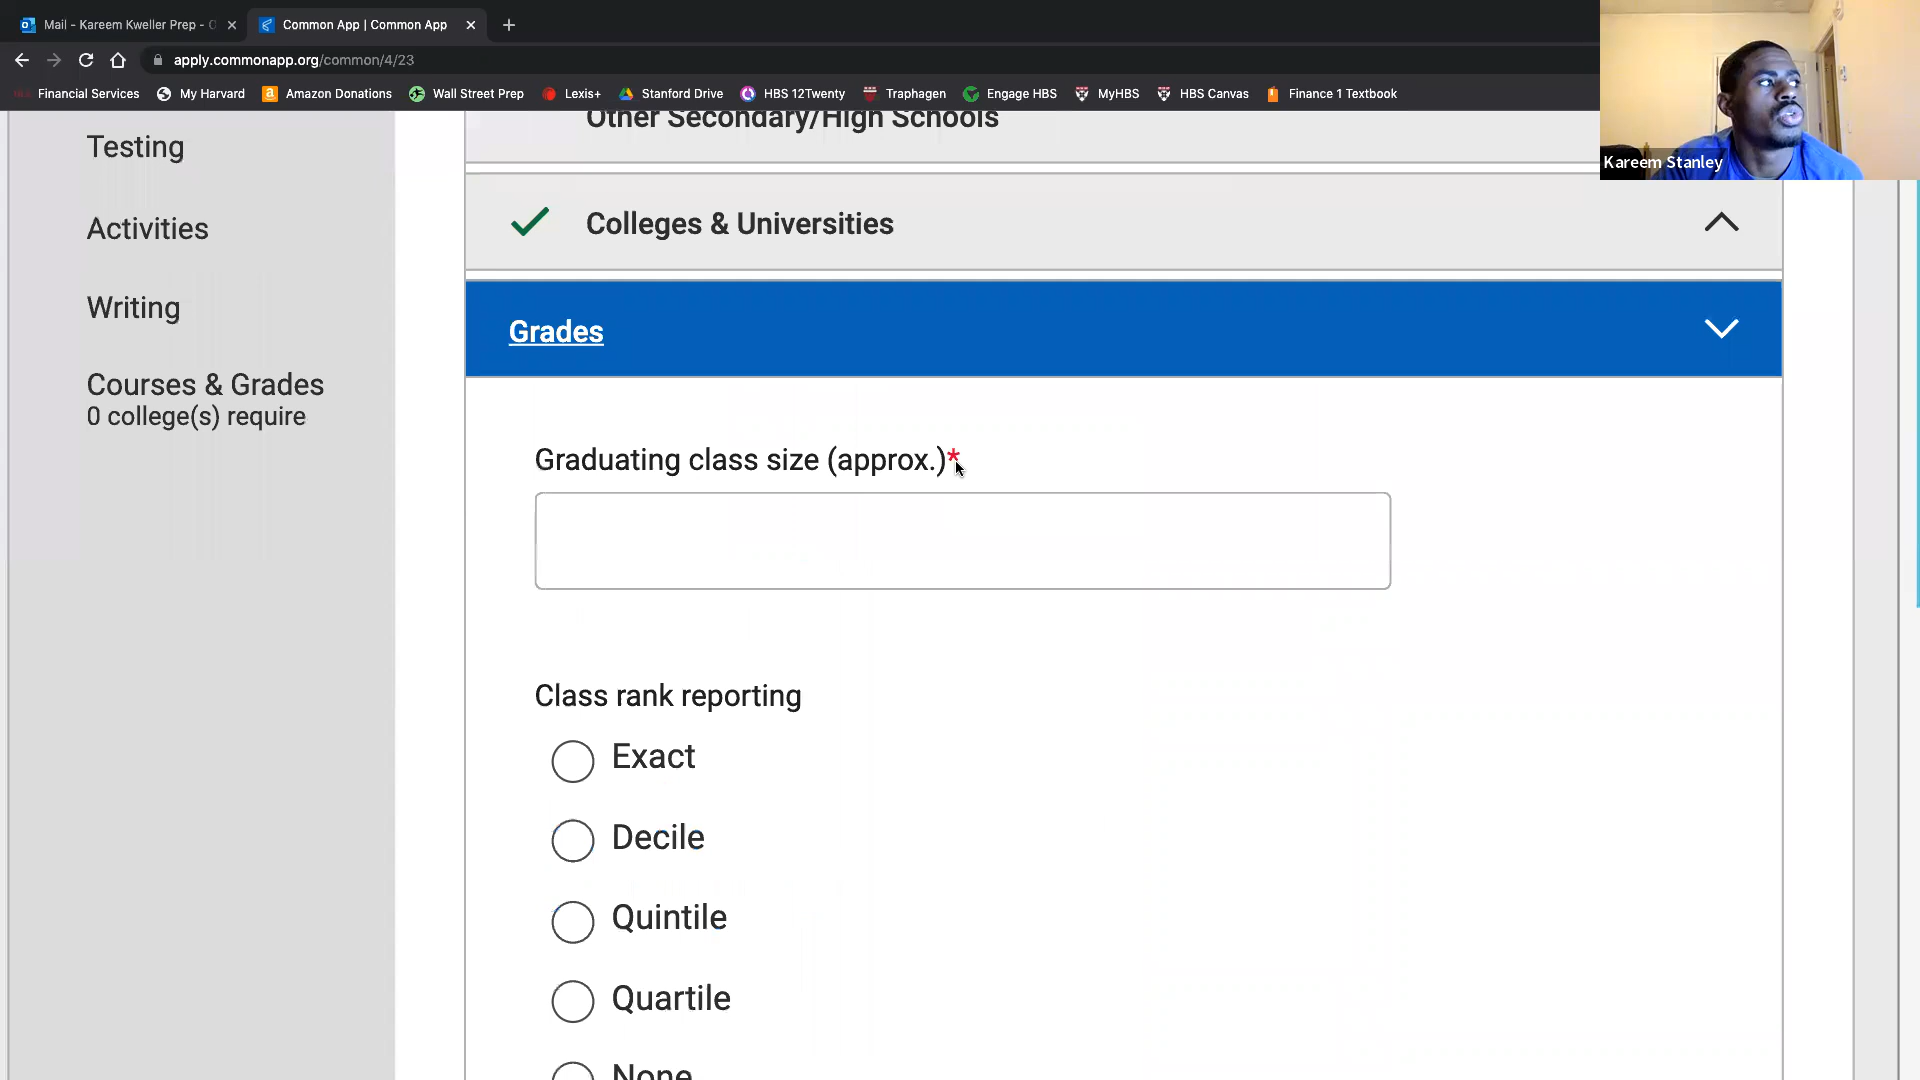 Mail - Kareem Kweller Prep - O
Common App | Common App
apply.commonapp.org/common/4/23
Financial Services
My Harvard
Amazon Donations
Wall Street Prep
Lexis+
Stanford Drive
HBS 12Twenty
Traphagen
Engage HBS
MyHBS
HBS Canvas
Finance 1 Textbook
Kareem Stanley
Testing
Activities
Writing
Courses & Grades
0 college(s) require
Other Secondary/High Schools
Colleges & Universities
Grades
Graduating class size (approx.)*
Class rank reporting
Exact
Decile
Quintile
Quartile
None